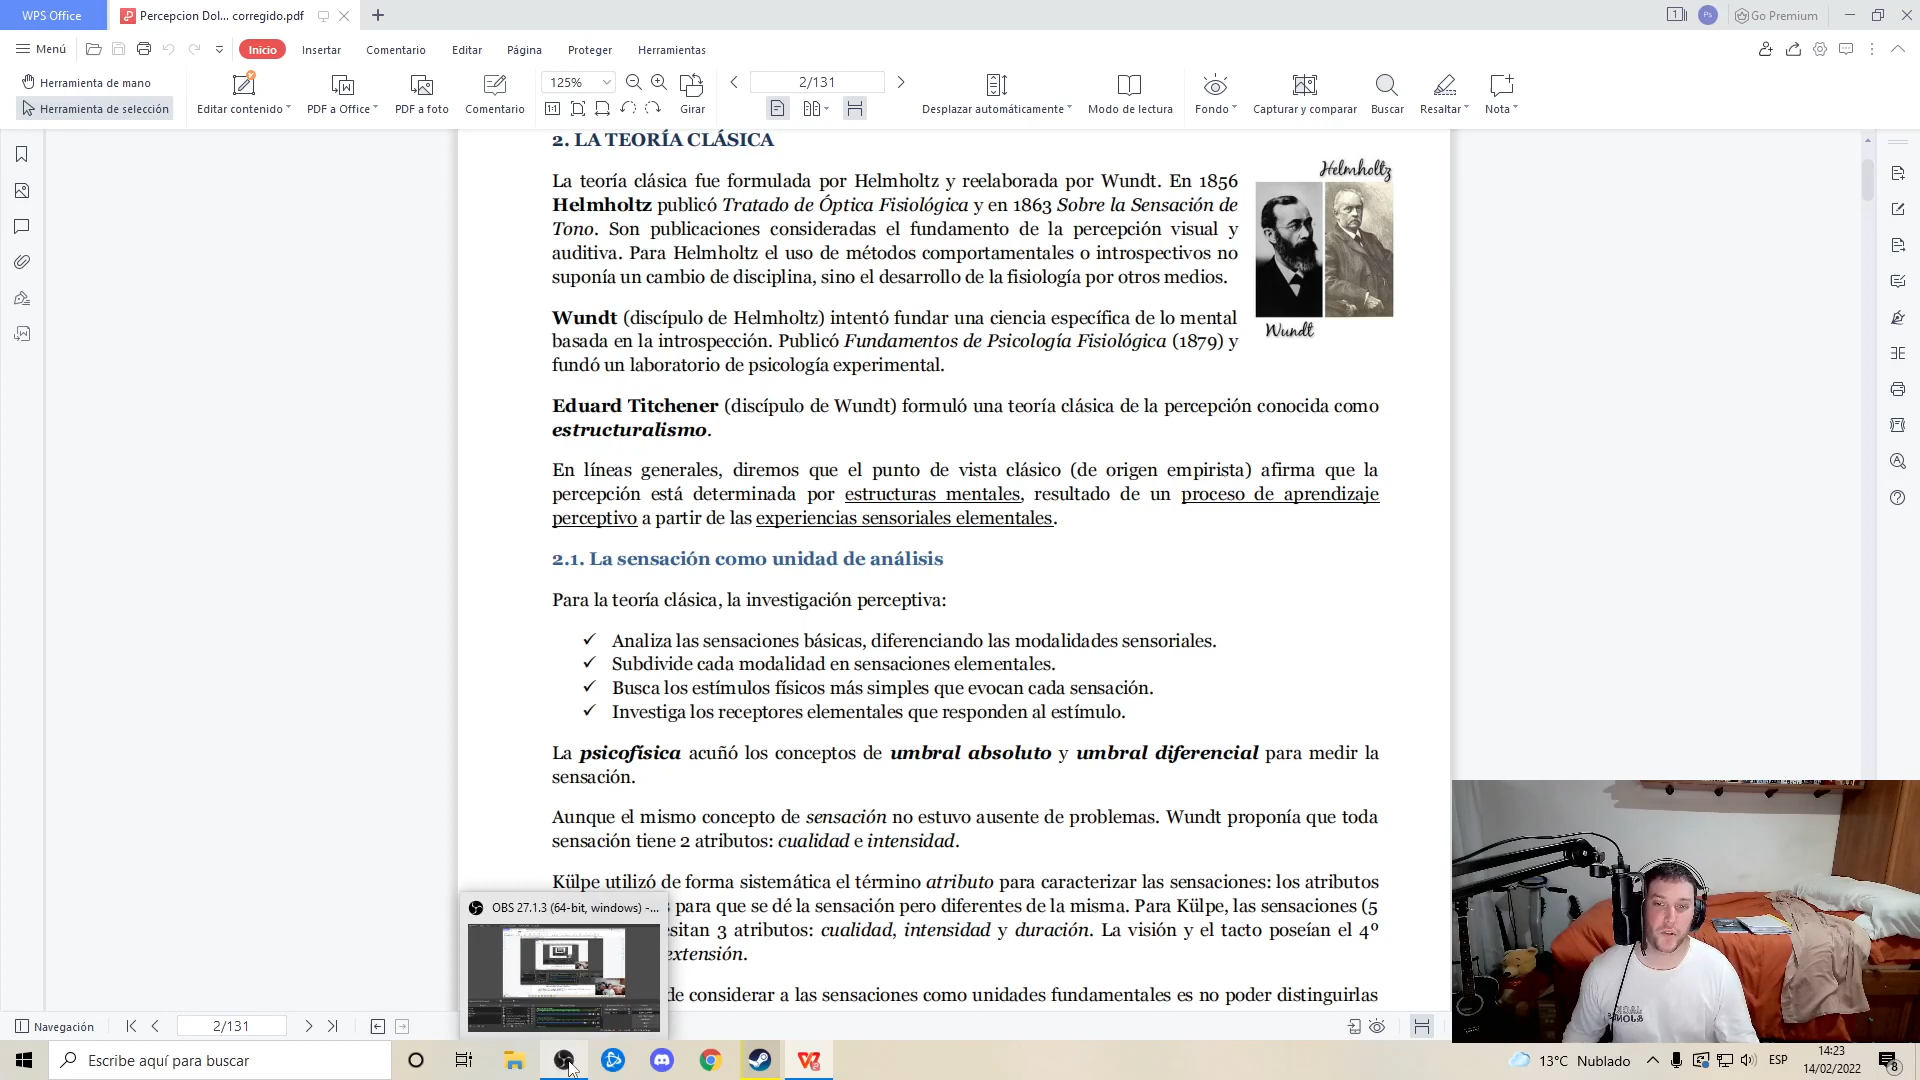 WPS Office
Percepcion Dol... corregido.pdf
1
Ps
Go Premium
Menú
Inicio
Insertar
Comentario
Editar
Página
Proteger
Herramientas
Herramienta de mano
Herramienta de selección
Editar contenido
PDF a Office
PDF a foto
Comentario
125%
Girar
2/131
Desplazar automáticamente
Modo de lectura
Fondo
Capturar y comparar
Buscar
Resaltar
Nota
2. LA TEORÍA CLÁSICA
La teoría clásica fue formulada por Helmholtz y reelaborada por Wundt. En 1856
Helmholtz publicó Tratado de Óptica Fisiológica y en 1863 Sobre la Sensación de
Tono. Son publicaciones consideradas el fundamento de la percepción visual y
auditiva. Para Helmholtz el uso de métodos comportamentales o introspectivos no
suponía un cambio de disciplina, sino el desarrollo de la fisiología por otros medios.
Helmholtz
Wundt
Wundt (discípulo de Helmholtz) intentó fundar una ciencia específica de lo mental
basada en la introspección. Publicó Fundamentos de Psicología Fisiológica (1879) y
fundó un laboratorio de psicología experimental.
Eduard Titchener (discípulo de Wundt) formuló una teoría clásica de la percepción conocida como
estructuralismo.
En líneas generales, diremos que el punto de vista clásico (de origen empirista) afirma que la
percepción está determinada por estructuras mentales, resultado de un proceso de aprendizaje
perceptivo a partir de las experiencias sensoriales elementales.
2.1. La sensación como unidad de análisis
Para la teoría clásica, la investigación perceptiva:
✓ Analiza las sensaciones básicas, diferenciando las modalidades sensoriales.
✓ Subdivide cada modalidad en sensaciones elementales.
✓ Busca los estímulos físicos más simples que evocan cada sensación.
✓ Investiga los receptores elementales que responden al estímulo.
La psicofísica acuñó los conceptos de umbral absoluto y umbral diferencial para medir la
sensación.
Aunque el mismo concepto de sensación no estuvo ausente de problemas. Wundt proponía que toda
sensación tiene 2 atributos: cualidad e intensidad.
Külpe utilizó de forma sistemática el término atributo para caracterizar las sensaciones: los atributos
para que se dé la sensación pero diferentes de la misma. Para Külpe, las sensaciones (5
esitan 3 atributos: cualidad, intensidad y duración. La visión y el tacto poseían el 4º
extensión.
de considerar a las sensaciones como unidades fundamentales es no poder distinguirlas
OBS 27.1.3 (64-bit, windows) -...
Navegación
2/131
Escribe aquí para buscar
13°C Nublado
ESP
14:23
14/02/2022
8